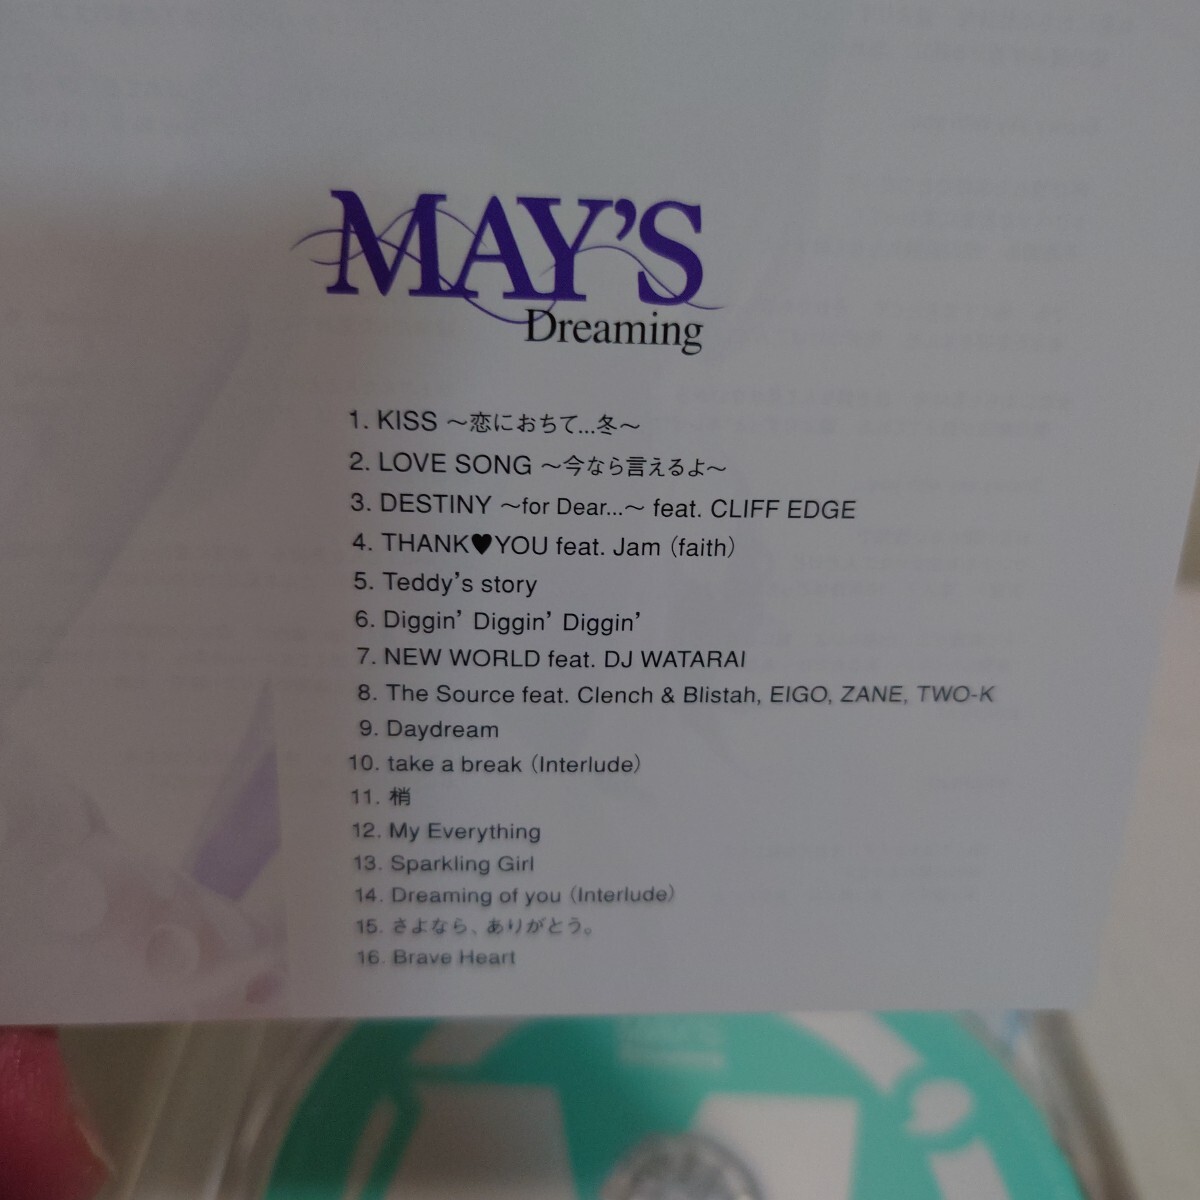 MAY'S
Dreaming
1. KISS ～恋におちて...冬～
2. LOVE SONG ～今なら言えるよ～
3. DESTINY ～for Dear...～ feat. CLIFF EDGE
4. THANK♥YOU feat. Jam（faith）
5. Teddy's story
6. Diggin' Diggin' Diggin'
7. NEW WORLD feat. DJ WATARAI
8. The Source feat. Clench & Blistah, EIGO, ZANE, TWO-K
9. Daydream
10. take a break（Interlude）
11. 梢
12. My Everything
13. Sparkling Girl
14. Dreaming of you（Interlude）
15. さよなら、ありがとう。
16. Brave Heart